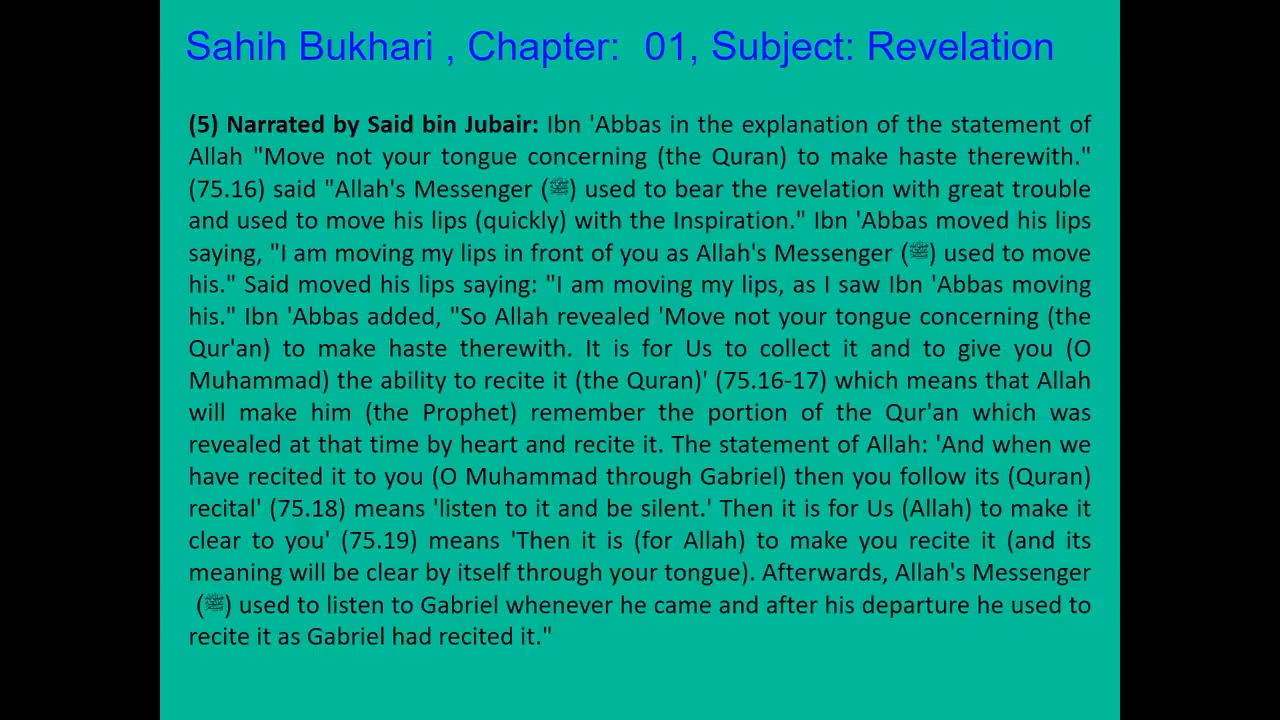 Sahih Bukhari , Chapter:  01, Subject: Revelation
(5) Narrated by Said bin Jubair: Ibn 'Abbas in the explanation of the statement of
Allah "Move not your tongue concerning (the Quran) to make haste therewith."
(75.16) said "Allah's Messenger (ﷺ) used to bear the revelation with great trouble
and used to move his lips (quickly) with the Inspiration." Ibn 'Abbas moved his lips
saying, "I am moving my lips in front of you as Allah's Messenger (ﷺ) used to move
his." Said moved his lips saying: "I am moving my lips, as I saw Ibn 'Abbas moving
his." Ibn 'Abbas added, "So Allah revealed 'Move not your tongue concerning (the
Qur'an) to make haste therewith. It is for Us to collect it and to give you (O
Muhammad) the ability to recite it (the Quran)' (75.16-17) which means that Allah
will make him (the Prophet) remember the portion of the Qur'an which was
revealed at that time by heart and recite it. The statement of Allah: 'And when we
have recited it to you (O Muhammad through Gabriel) then you follow its (Quran)
recital' (75.18) means 'listen to it and be silent.' Then it is for Us (Allah) to make it
clear to you' (75.19) means 'Then it is (for Allah) to make you recite it (and its
meaning will be clear by itself through your tongue). Afterwards, Allah's Messenger
(ﷺ) used to listen to Gabriel whenever he came and after his departure he used to
recite it as Gabriel had recited it."